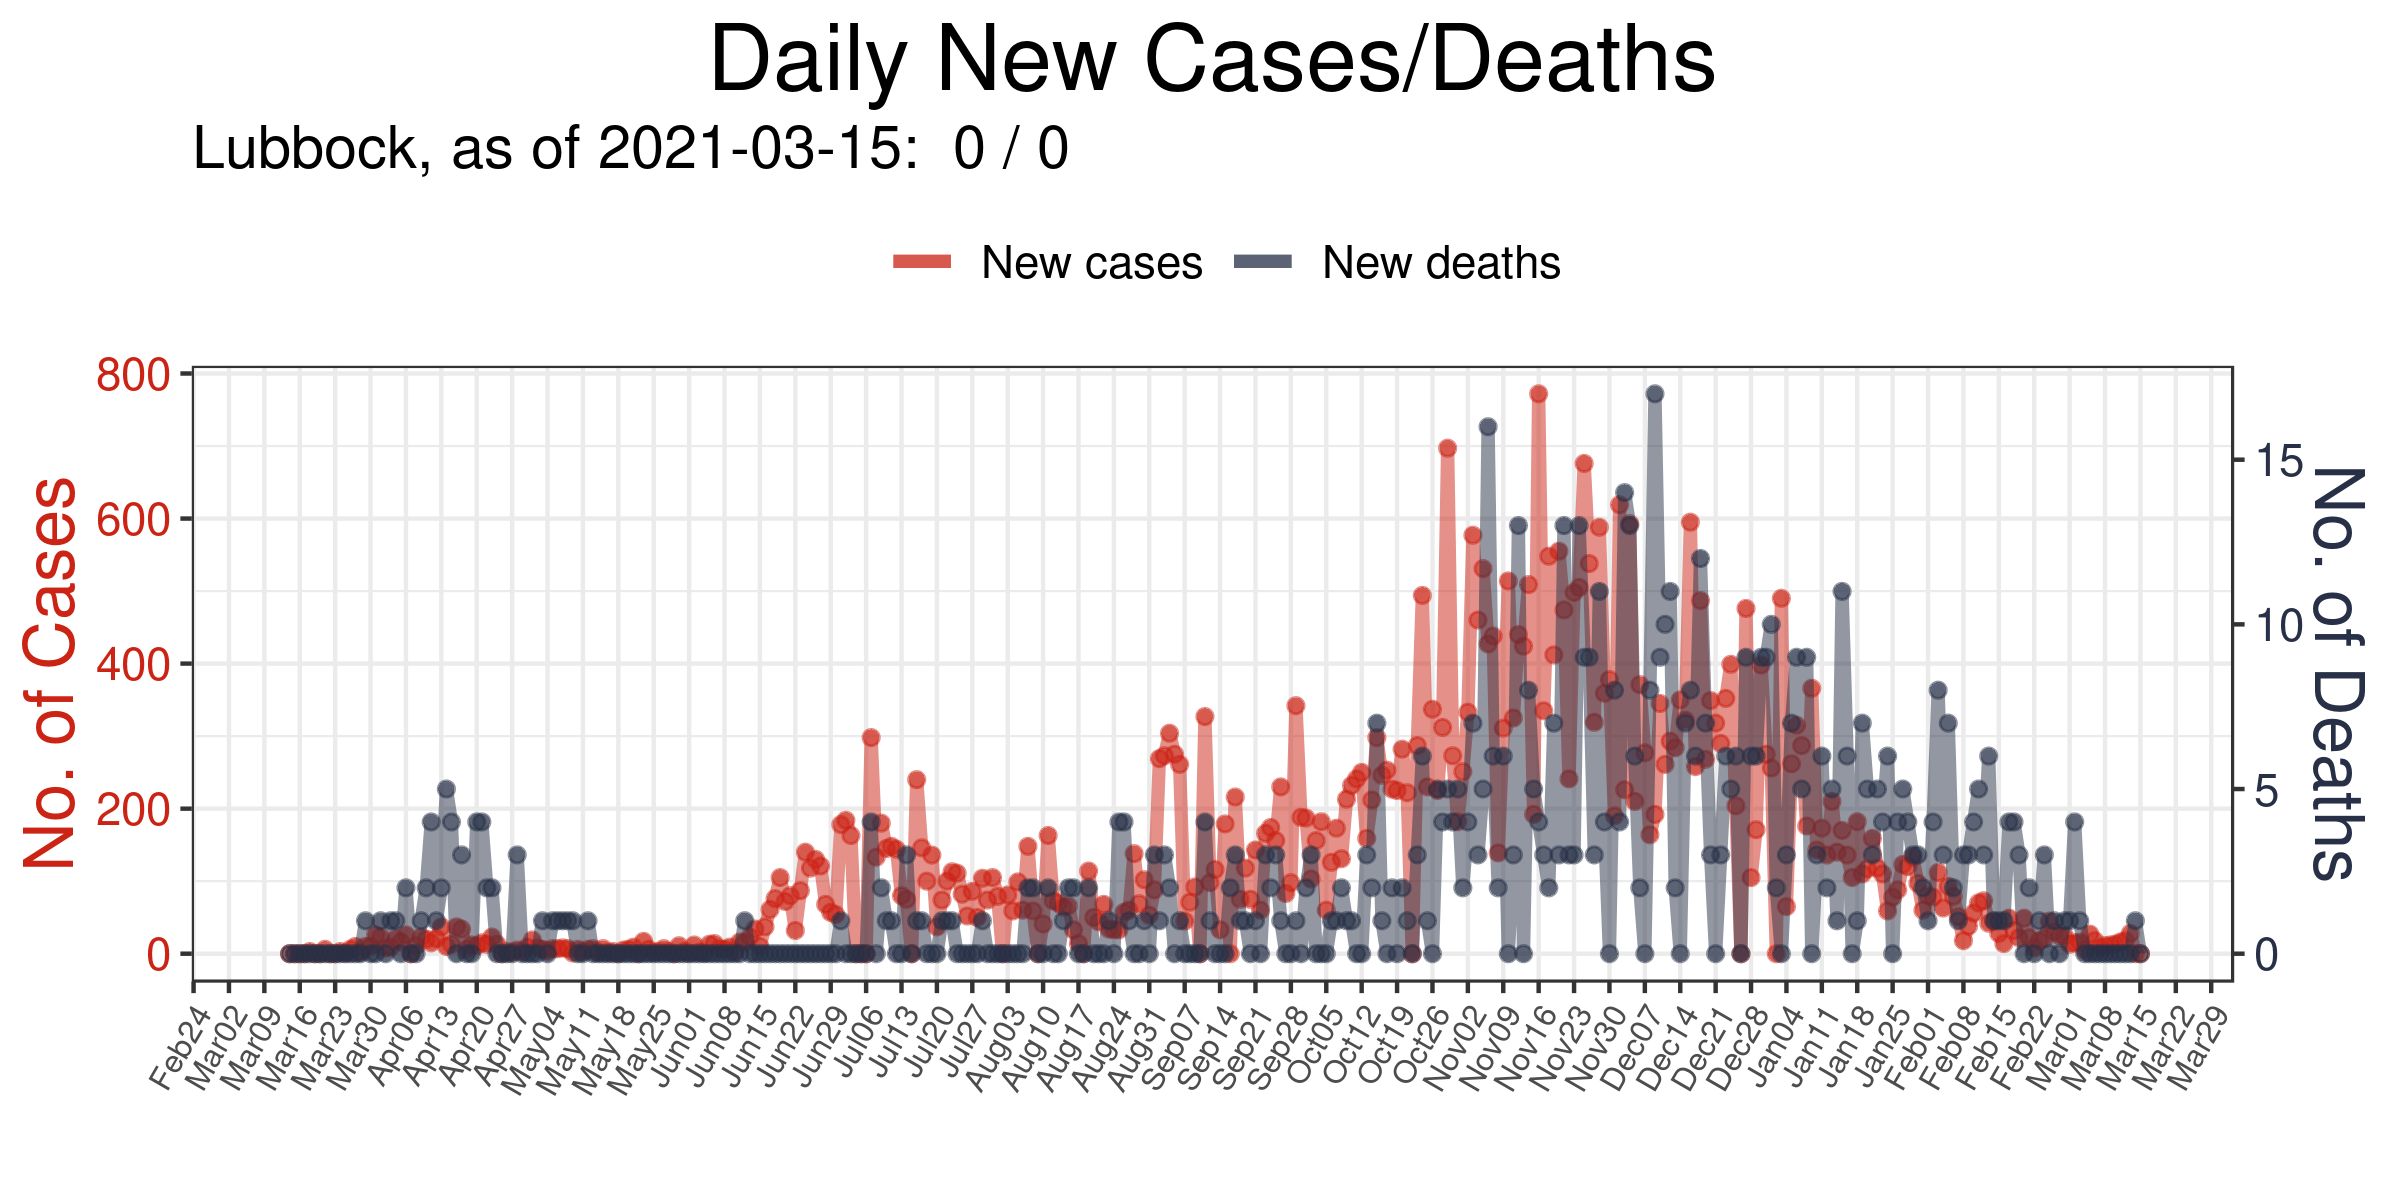 Daily New Cases/Deaths
Lubbock, as of 2021-03-15:  0 / 0
New cases New deaths
No. of Cases
800
600
400
200
0
15
10
5
0
No. of Deaths
Feb24 Mar02 Mar09 Mar16 Mar23 Mar30 Apr06 Apr13 Apr20 Apr27 May04 May11 May18 May25 Jun01 Jun08 Jun15 Jun22 Jun29 Jul06 Jul13 Jul20 Jul27 Aug03 Aug10 Aug17 Aug24 Aug31 Sep07 Sep14 Sep21 Sep28 Oct05 Oct12 Oct19 Oct26 Nov02 Nov09 Nov16 Nov23 Nov30 Dec07 Dec14 Dec21 Dec28 Jan04 Jan11 Jan18 Jan25 Feb01 Feb08 Feb15 Feb22 Mar01 Mar08 Mar15 Mar22 Mar29